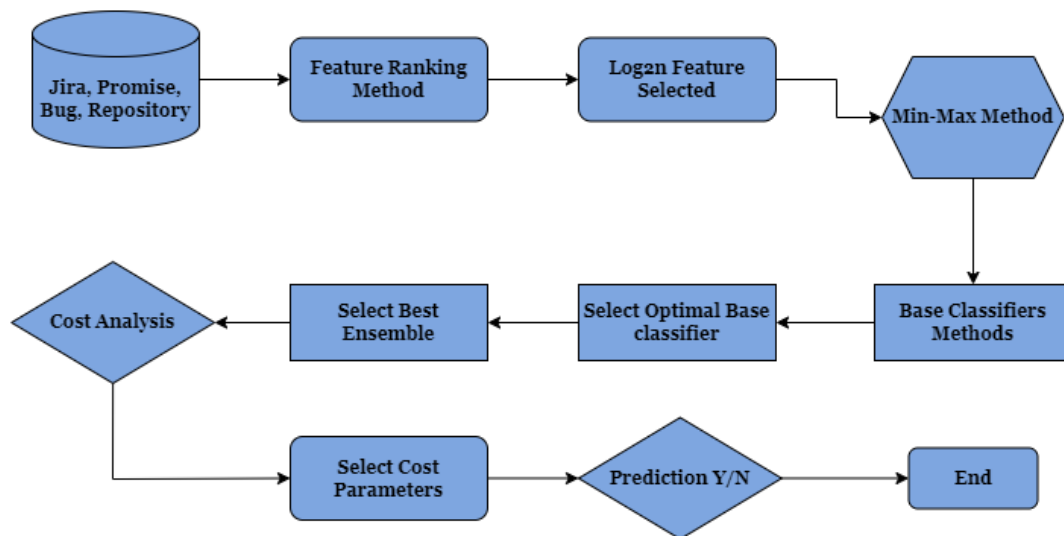 Jira, Promise,
Bug, Repository
Feature Ranking
Method
Log2n Feature
Selected
Min-Max Method
Base Classifiers
Methods
Select Optimal Base
classifier
Select Best
Ensemble
Cost Analysis
Select Cost
Parameters
Prediction Y/N
End